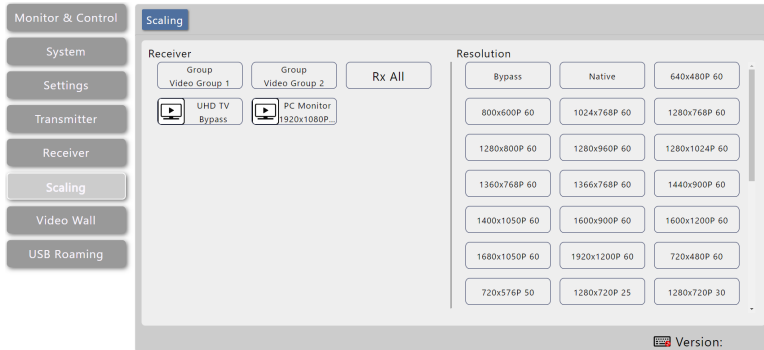 Monitor & Control
System
Settings
Transmitter
Receiver
Scaling
Video Wall
USB Roaming
Scaling
Receiver
Group
Video Group 1
Group
Video Group 2
Rx All
UHD TV
Bypass
PC Monitor
1920x1080P...
Resolution
Bypass
Native
640x480P 60
800x600P 60
1024x768P 60
1280x768P 60
1280x800P 60
1280x960P 60
1280x1024P 60
1360x768P 60
1366x768P 60
1440x900P 60
1400x1050P 60
1600x900P 60
1600x1200P 60
1680x1050P 60
1920x1200P 60
720x480P 60
720x576P 50
1280x720P 25
1280x720P 30
Version: